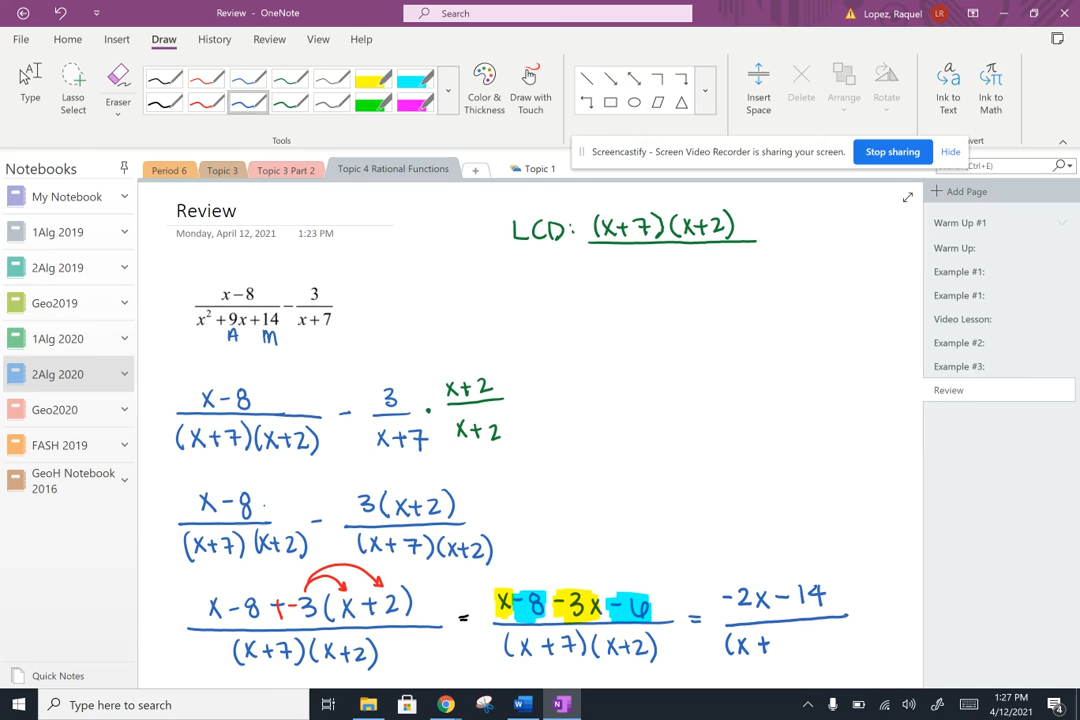 Review - OneNote
Search
Lopez, Raquel LR
File Home Insert Draw History Review View Help
Type Lasso Select Eraser Color & Thickness Draw with Touch Insert Space Delete Arrange Rotate Ink to Text Ink to Math
Tools
Screencastify - Screen Video Recorder is sharing your screen. Stop sharing Hide
Notebooks
My Notebook
1Alg 2019
2Alg 2019
Geo2019
1Alg 2020
2Alg 2020
Geo2020
FASH 2019
GeoH Notebook 2016
Quick Notes
Period 6 Topic 3 Topic 3 Part 2 Topic 4 Rational Functions + Topic 1
Ctrl+E)
Add Page
Warm Up #1
Warm Up:
Example #1:
Example #1:
Video Lesson:
Example #2:
Example #3:
Review
Review
Monday, April 12, 2021 1:23 PM
LCD: (x+7)(x+2)
x−8 3
− 
x² +9x+14 x+7
A M
x-8 3 x+2
- ·
(x+7)(x+2) x+7 x+2
x-8 3(x+2)
-
(x+7)(x+2) (x+7)(x+2)
x-8+-3(x+2) x-8-3x-6 -2x-14
= =
(x+7)(x+2) (x+7)(x+2) (x+
Type here to search
1:27 PM
4/12/2021
4